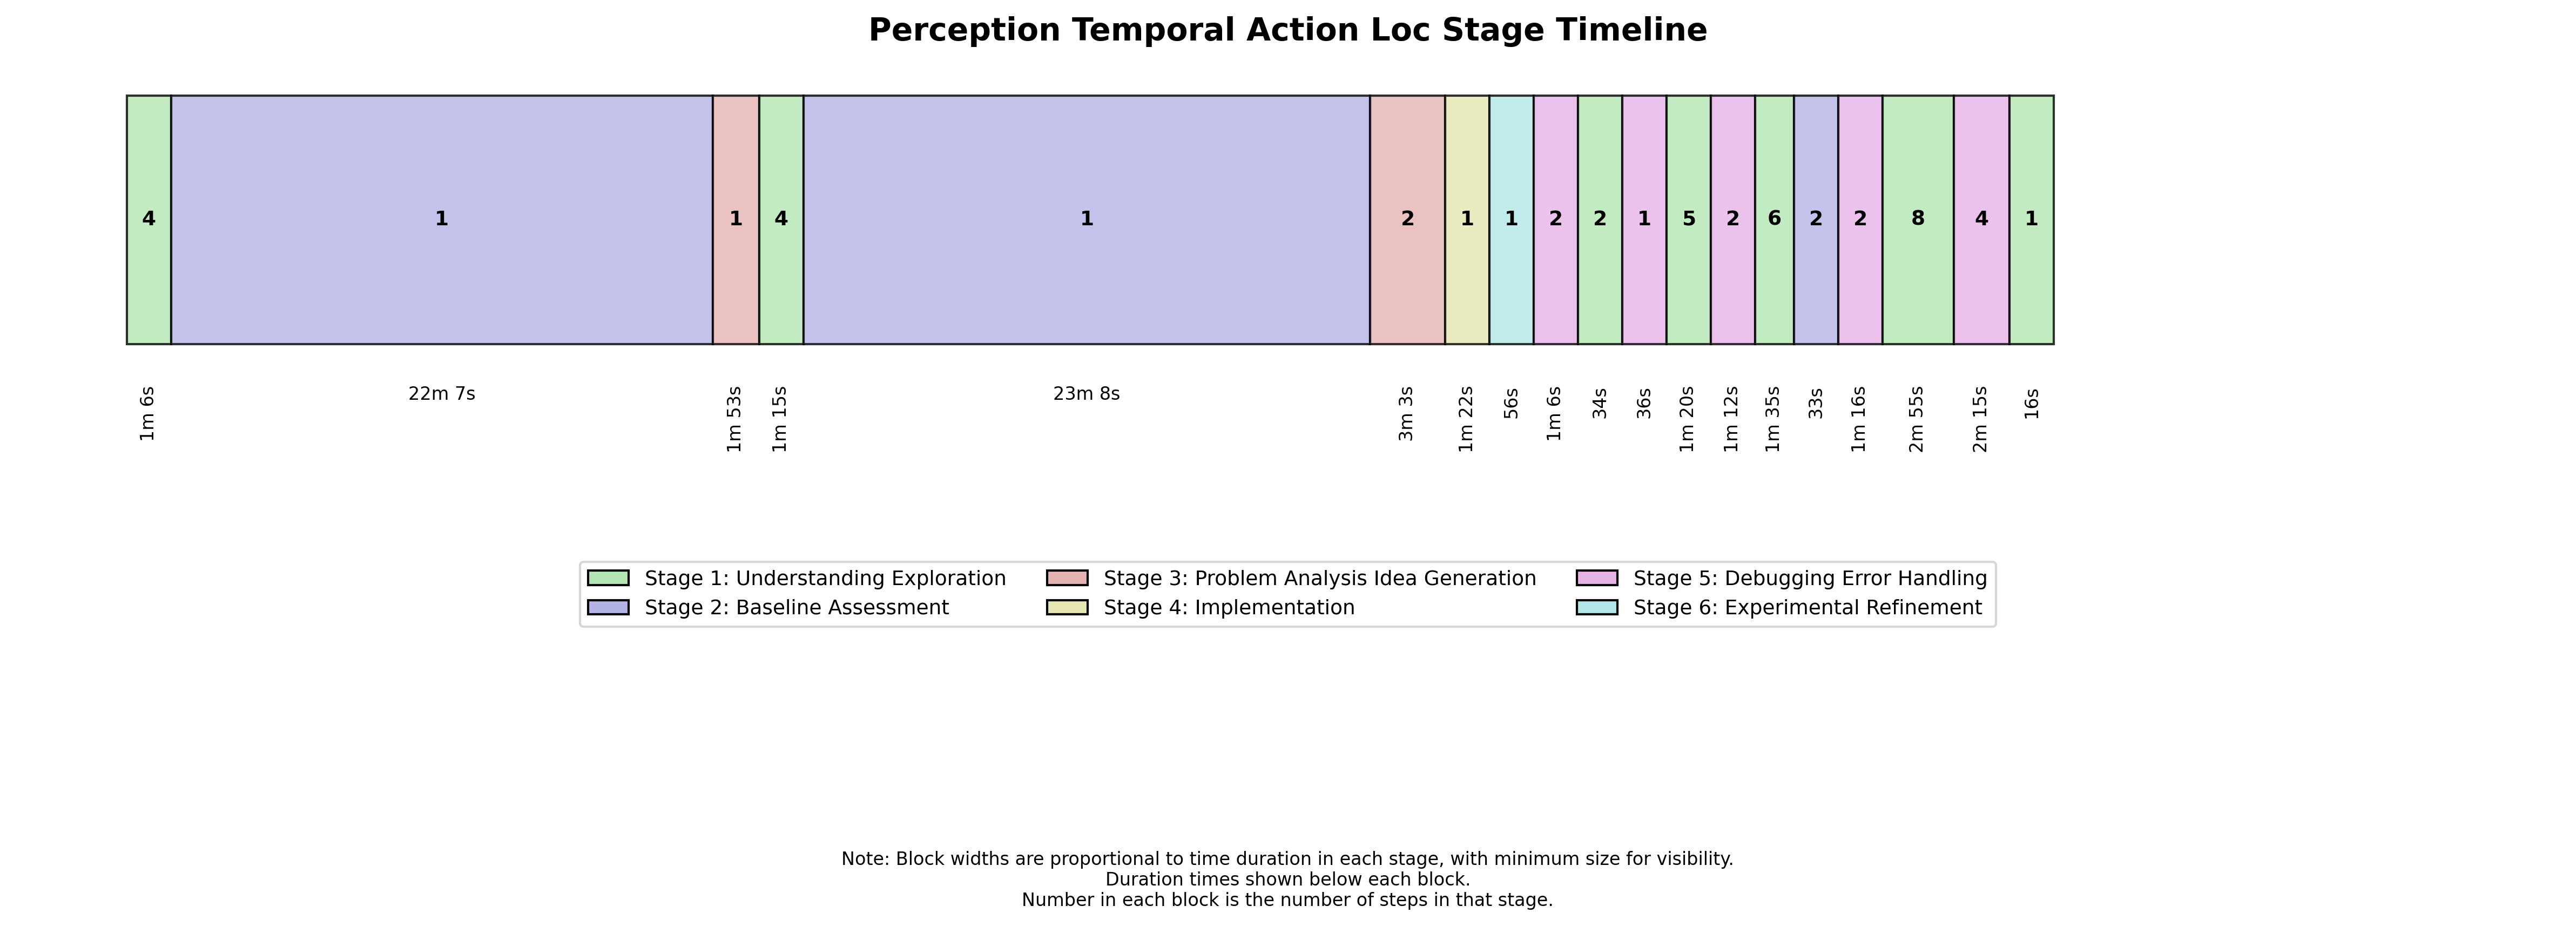 Perception Temporal Action Loc Stage Timeline
4 1 1 4 1 2 1 1 2 2 1 5 2 6 2 2 8 4 1
1m 6s 22m 7s 1m 53s 1m 15s 23m 8s 3m 3s 1m 22s 56s 1m 6s 34s 36s 1m 20s 1m 12s 1m 35s 33s 1m 16s 2m 55s 2m 15s 16s
Stage 1: Understanding Exploration
Stage 2: Baseline Assessment
Stage 3: Problem Analysis Idea Generation
Stage 4: Implementation
Stage 5: Debugging Error Handling
Stage 6: Experimental Refinement
Note: Block widths are proportional to time duration in each stage, with minimum size for visibility.
Duration times shown below each block.
Number in each block is the number of steps in that stage.